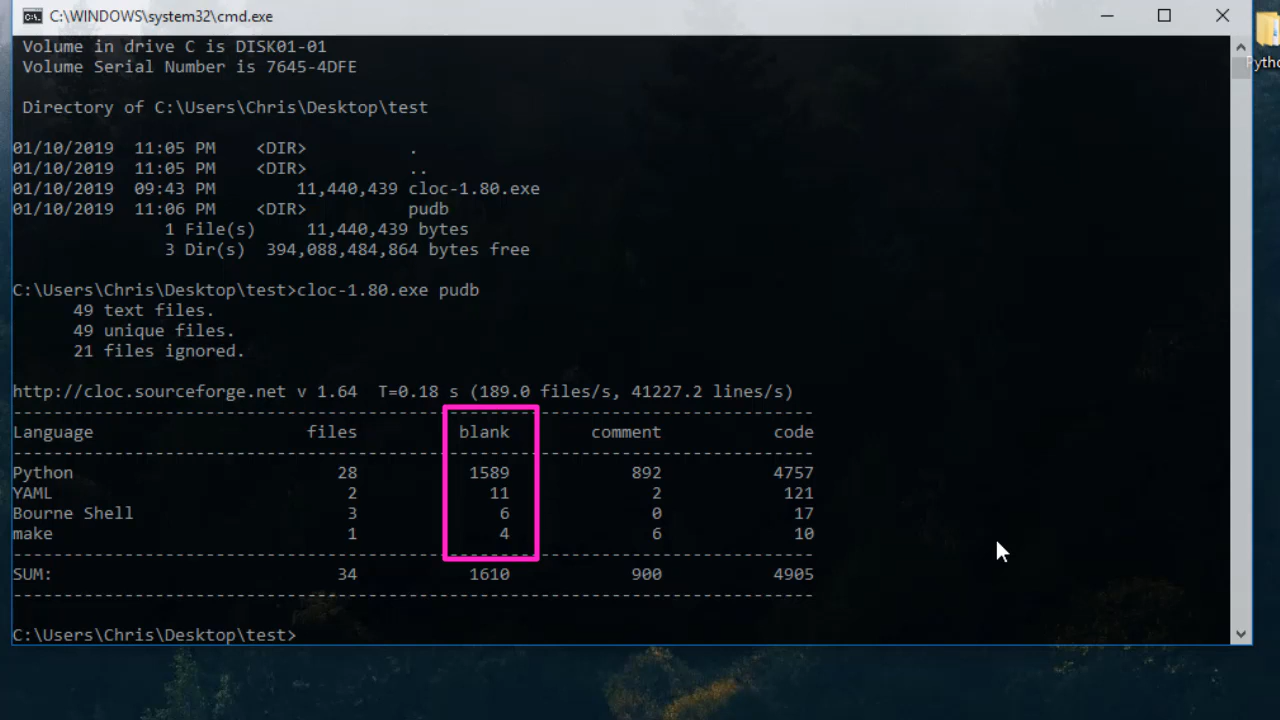 C:\WINDOWS\system32\cmd.exe
Volume in drive C is DISK01-01
Volume Serial Number is 7645-4DFE
Directory of C:\Users\Chris\Desktop\test
01/10/2019 11:05 PM <DIR> .
01/10/2019 11:05 PM <DIR> ..
01/10/2019 09:43 PM 11,440,439 cloc-1.80.exe
01/10/2019 11:06 PM <DIR> pudb
1 File(s) 11,440,439 bytes
3 Dir(s) 394,088,484,864 bytes free
C:\Users\Chris\Desktop\test>cloc-1.80.exe pudb
49 text files.
49 unique files.
21 files ignored.
http://cloc.sourceforge.net v 1.64 T=0.18 s (189.0 files/s, 41227.2 lines/s)
-------------------------------------------------------------------------------
Language files blank comment code
-------------------------------------------------------------------------------
Python 28 1589 892 4757
YAML 2 11 2 121
Bourne Shell 3 6 0 17
make 1 4 6 10
-------------------------------------------------------------------------------
SUM: 34 1610 900 4905
-------------------------------------------------------------------------------
C:\Users\Chris\Desktop\test>